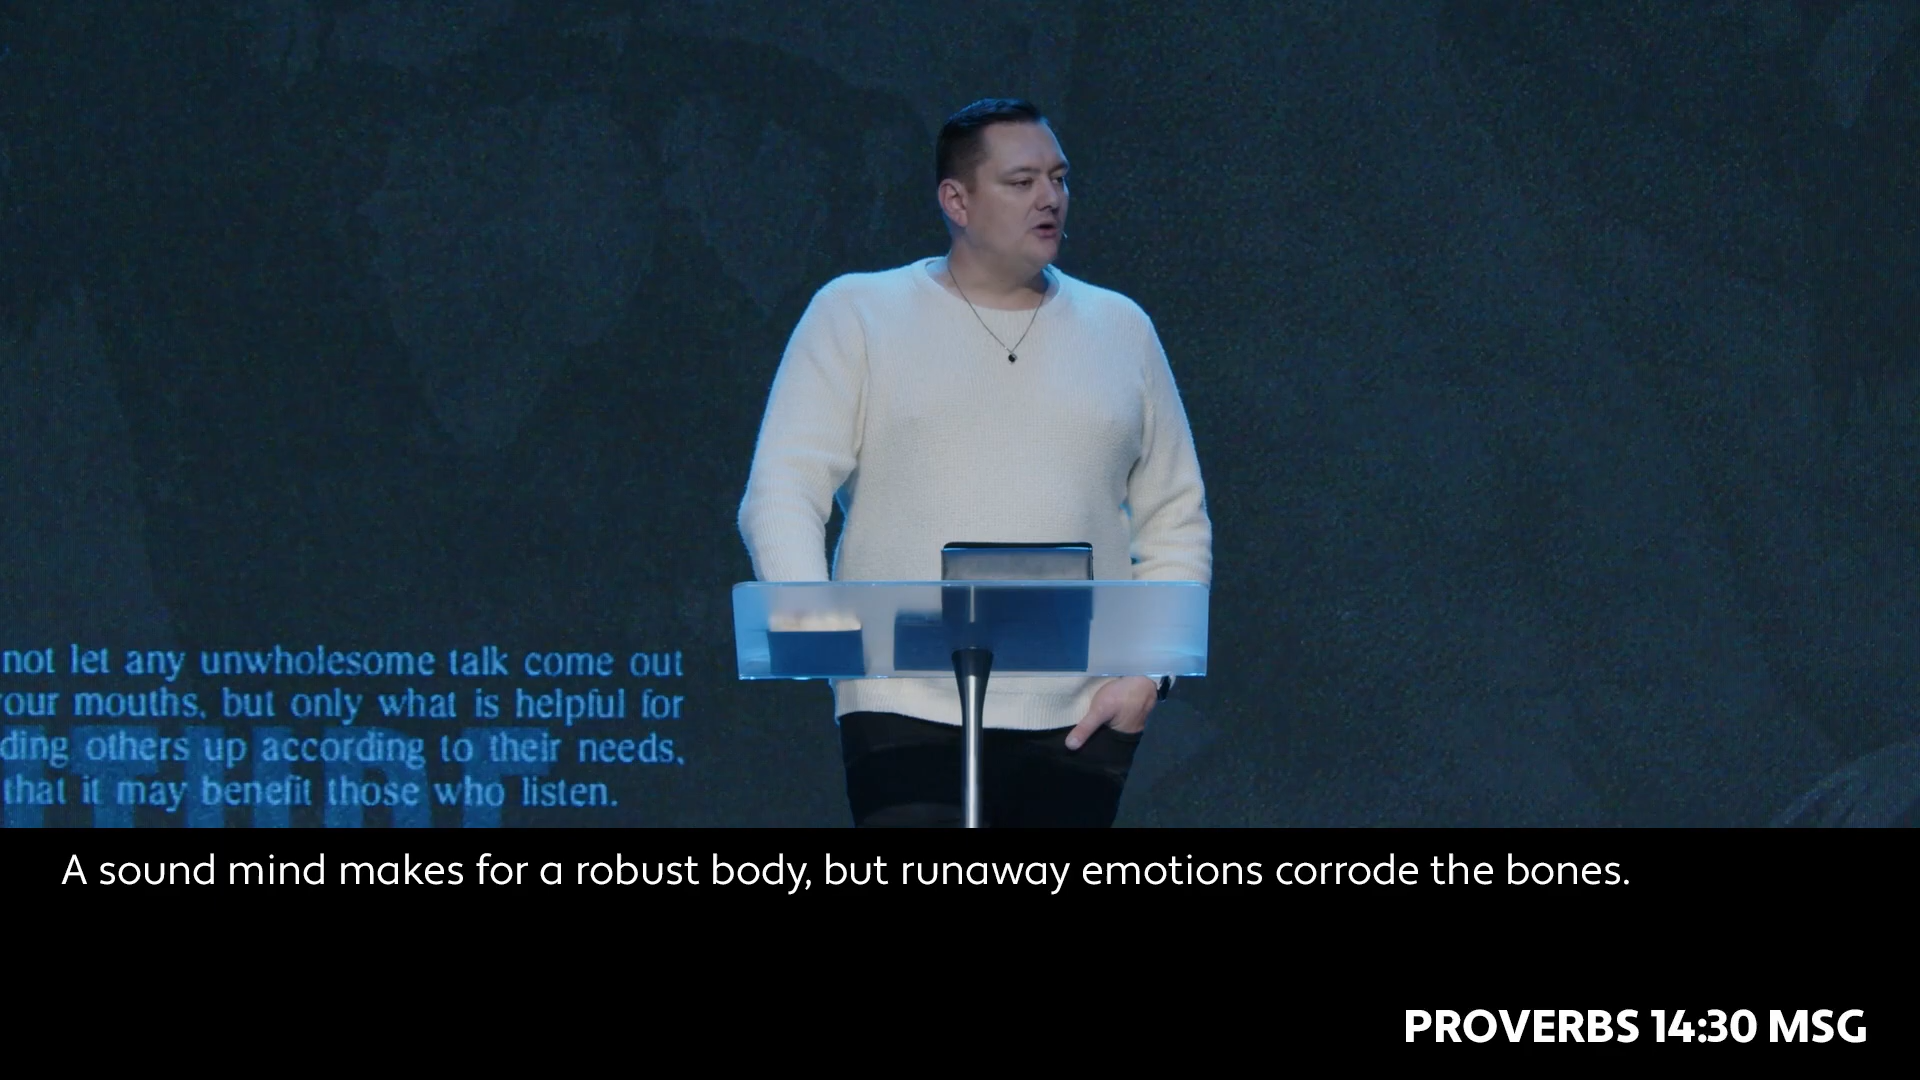 not let any unwholesome talk come out
our mouths, but only what is helpful for
ding others up according to their needs,
that it may benefit those who listen.
A sound mind makes for a robust body, but runaway emotions corrode the bones.
PROVERBS 14:30 MSG